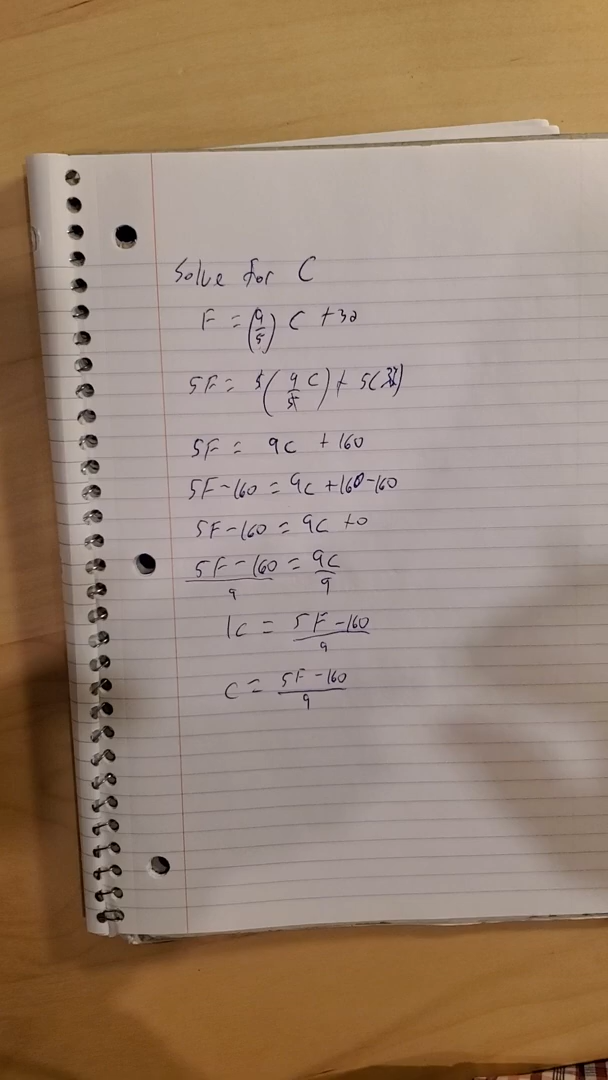 Solve for C
F = (9/5) C + 32
5F = 5(9C/5) + 5(32)
5F = 9C + 160
5F - 160 = 9C + 160 - 160
5F - 160 = 9C + 0
5F - 160/9 = 9C/9
1C = 5F - 160/9
C = 5F - 160/9